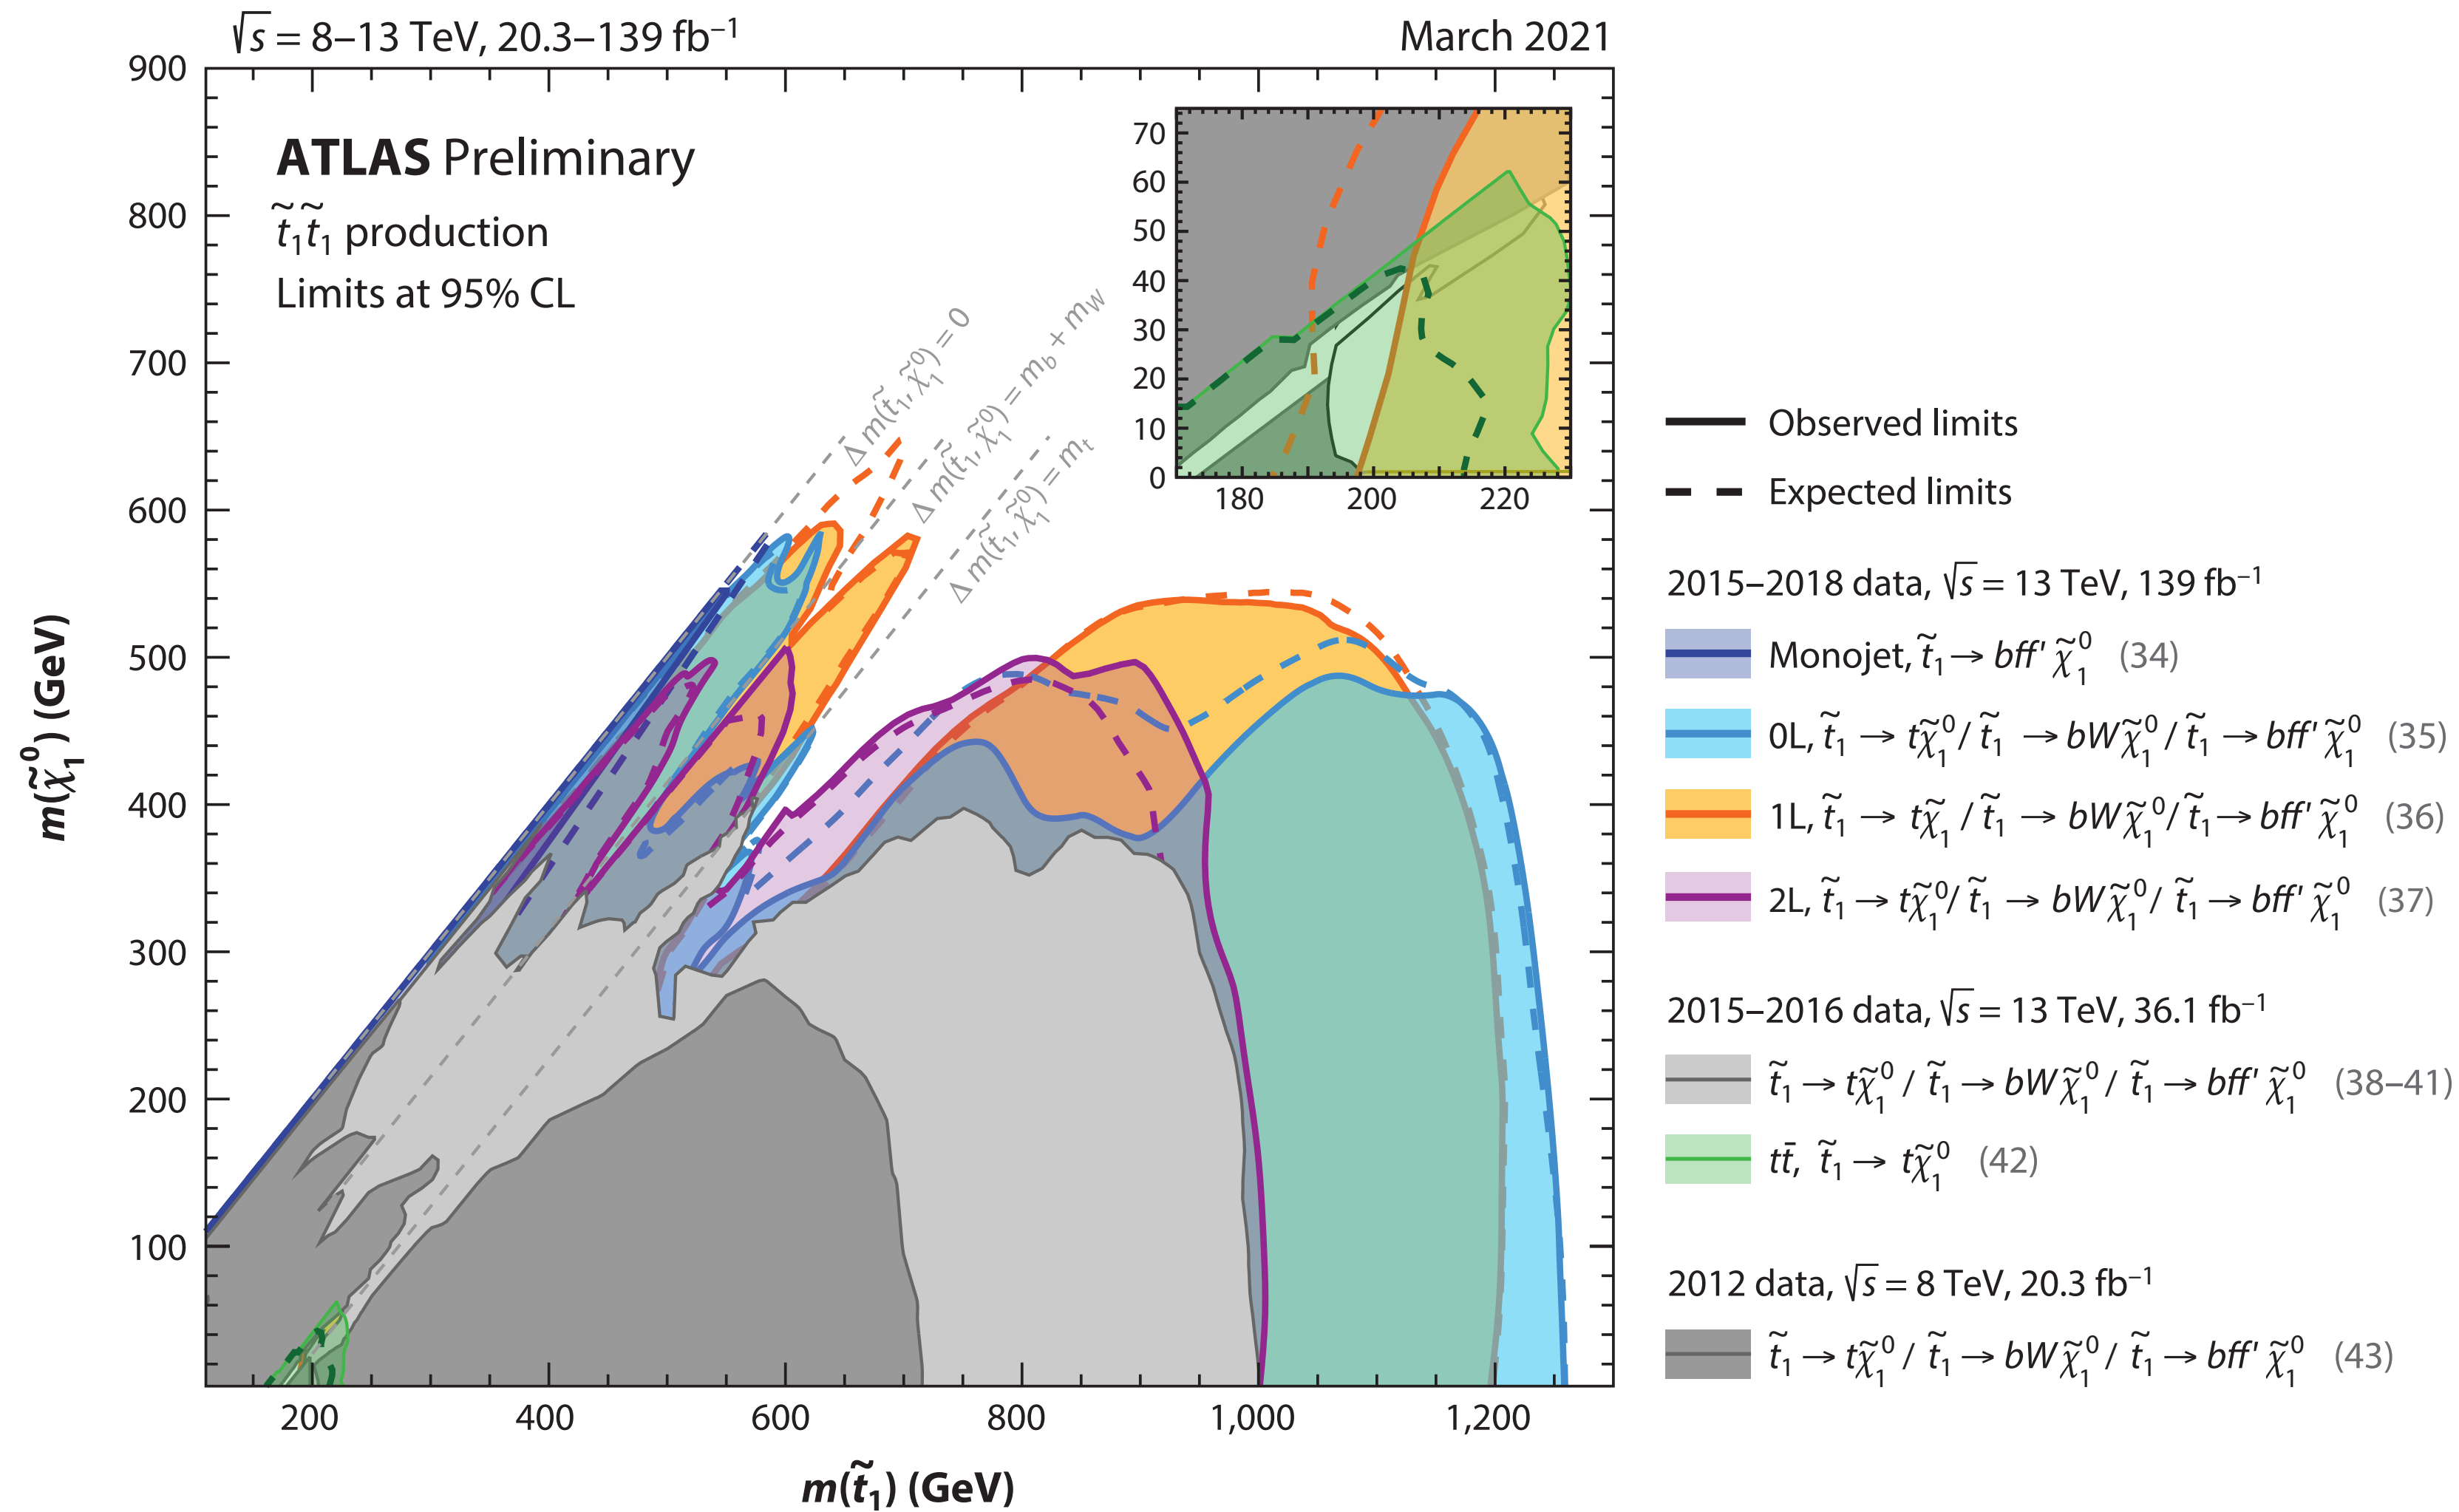 √s = 8–13 TeV, 20.3–139 fb⁻¹
March 2021
ATLAS Preliminary
t̃₁t̃₁ production
Limits at 95% CL
900
800
700
600
500
400
300
200
100
m(χ̃₁⁰) (GeV)
200
400
600
800
1,000
1,200
m(t̃₁) (GeV)
Δ m(t̃₁, χ̃₁⁰) = 0
Δ m(t̃₁, χ̃₁⁰) = m_b + m_W
Δ m(t̃₁, χ̃₁⁰) = m_t
70
60
50
40
30
20
10
0
180
200
220
Observed limits
Expected limits
2015–2018 data, √s = 13 TeV, 139 fb⁻¹
Monojet, t̃₁ → bff' χ̃₁⁰ (34)
0L, t̃₁ → tχ̃₁⁰ / t̃₁ → bWχ̃₁⁰ / t̃₁ → bff' χ̃₁⁰ (35)
1L, t̃₁ → tχ̃₁ / t̃₁ → bWχ̃₁⁰ / t̃₁ → bff' χ̃₁⁰ (36)
2L, t̃₁ → tχ̃₁⁰ / t̃₁ → bWχ̃₁⁰ / t̃₁ → bff' χ̃₁⁰ (37)
2015–2016 data, √s = 13 TeV, 36.1 fb⁻¹
t̃₁ → tχ̃₁⁰ / t̃₁ → bWχ̃₁⁰ / t̃₁ → bff' χ̃₁⁰ (38–41)
tt̄, t̃₁ → tχ̃₁⁰ (42)
2012 data, √s = 8 TeV, 20.3 fb⁻¹
t̃₁ → tχ̃₁⁰ / t̃₁ → bWχ̃₁⁰ / t̃₁ → bff' χ̃₁⁰ (43)